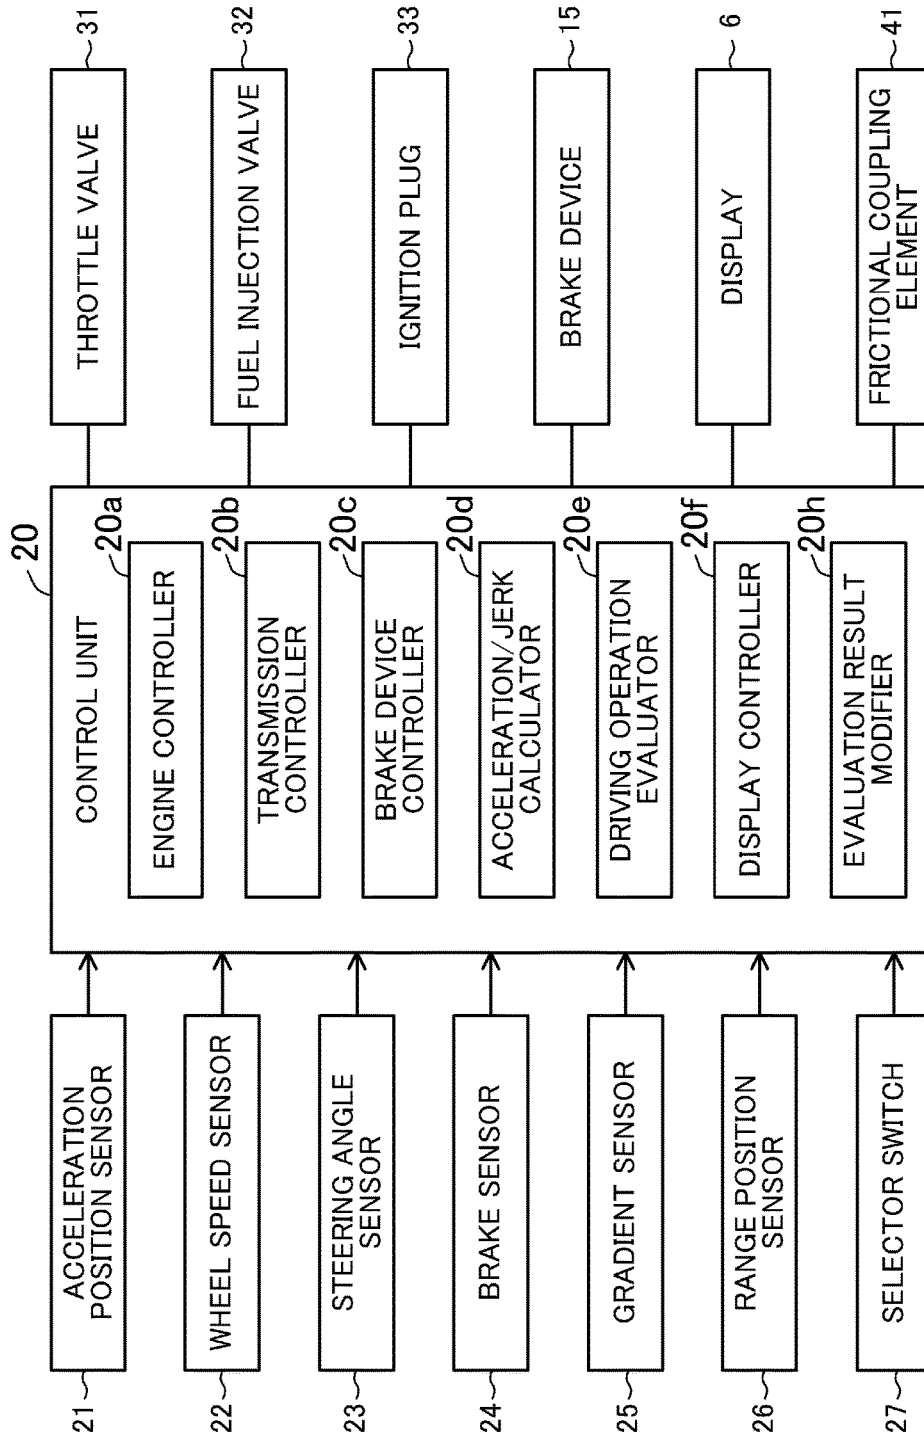 21
ACCELERATION
POSITION SENSOR
22
WHEEL SPEED SENSOR
23
STEERING ANGLE
SENSOR
24
BRAKE SENSOR
25
GRADIENT SENSOR
26
RANGE POSITION
SENSOR
27
SELECTOR SWITCH
20
CONTROL UNIT
20a
ENGINE CONTROLLER
20b
TRANSMISSION
CONTROLLER
20c
BRAKE DEVICE
CONTROLLER
20d
ACCELERATION/JERK
CALCULATOR
20e
DRIVING OPERATION
EVALUATOR
20f
DISPLAY CONTROLLER
20h
EVALUATION RESULT
MODIFIER
THROTTLE VALVE
31
FUEL INJECTION VALVE
32
IGNITION PLUG
33
BRAKE DEVICE
15
DISPLAY
6
FRICTIONAL COUPLING
ELEMENT
41